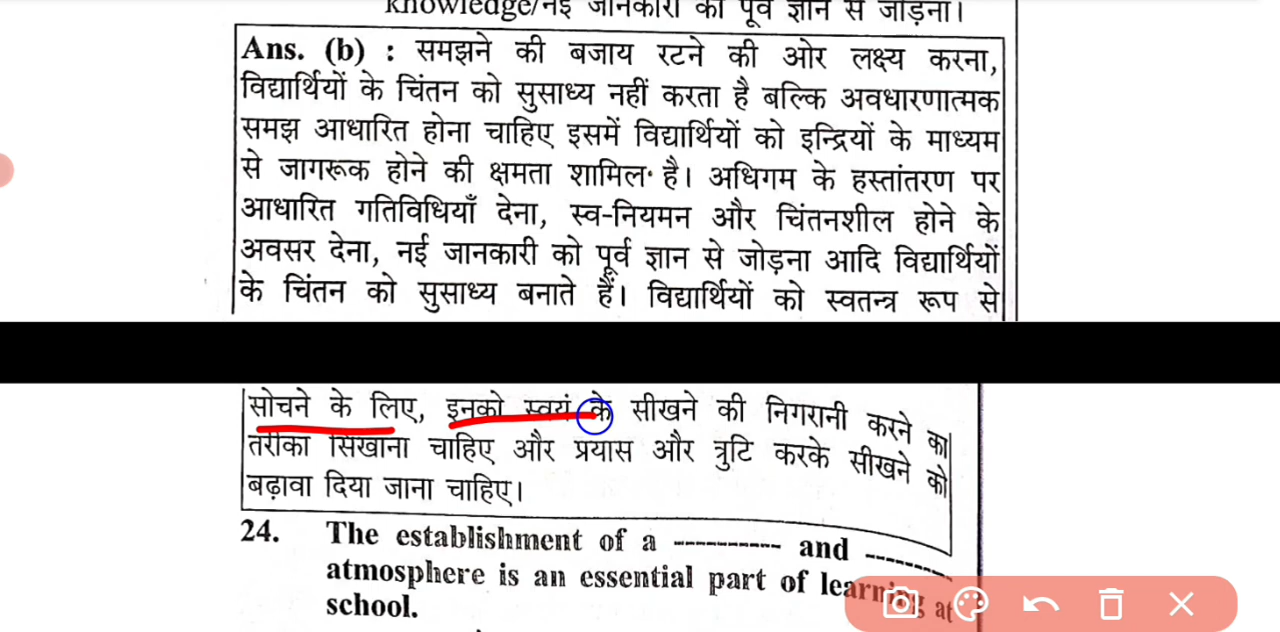 knowledge/नई जानकारी को पूर्व ज्ञान से जोड़ना।
Ans. (b) : समझने की बजाय रटने की ओर लक्ष्य करना,
विद्यार्थियों के चिंतन को सुसाध्य नहीं करता है बल्कि अवधारणात्मक
समझ आधारित होना चाहिए इसमें विद्यार्थियों को इन्द्रियों के माध्यम
से जागरूक होने की क्षमता शामिल है। अधिगम के हस्तांतरण पर
आधारित गतिविधियाँ देना, स्व-नियमन और चिंतनशील होने के
अवसर देना, नई जानकारी को पूर्व ज्ञान से जोड़ना आदि विद्यार्थियों
के चिंतन को सुसाध्य बनाते हैं। विद्यार्थियों को स्वतन्त्र रूप से
सोचने के लिए, इनको स्वयं के सीखने की निगरानी करने का
तरीका सिखाना चाहिए और प्रयास और त्रुटि करके सीखने को
बढ़ावा दिया जाना चाहिए।
24. The establishment of a ---------- and --------
atmosphere is an essential part of learning at
school.